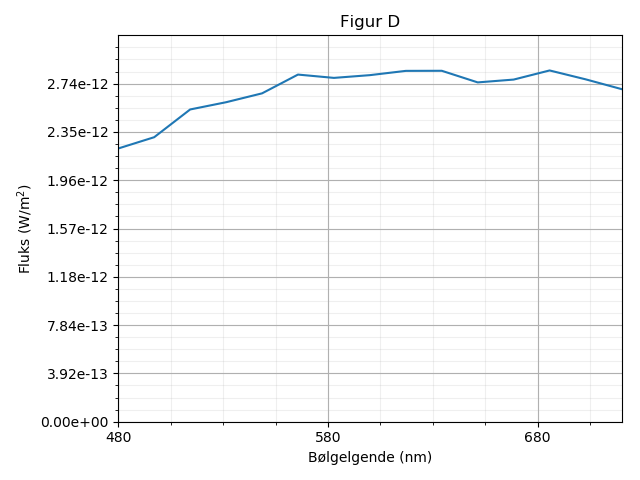 Figur D
2.74e-12
2.35e-12
1.96e-12
1.57e-12
1.18e-12
7.84e-13
3.92e-13
0.00e+00
Fluks (W/m²)
480 580 680
Bølgelgende (nm)